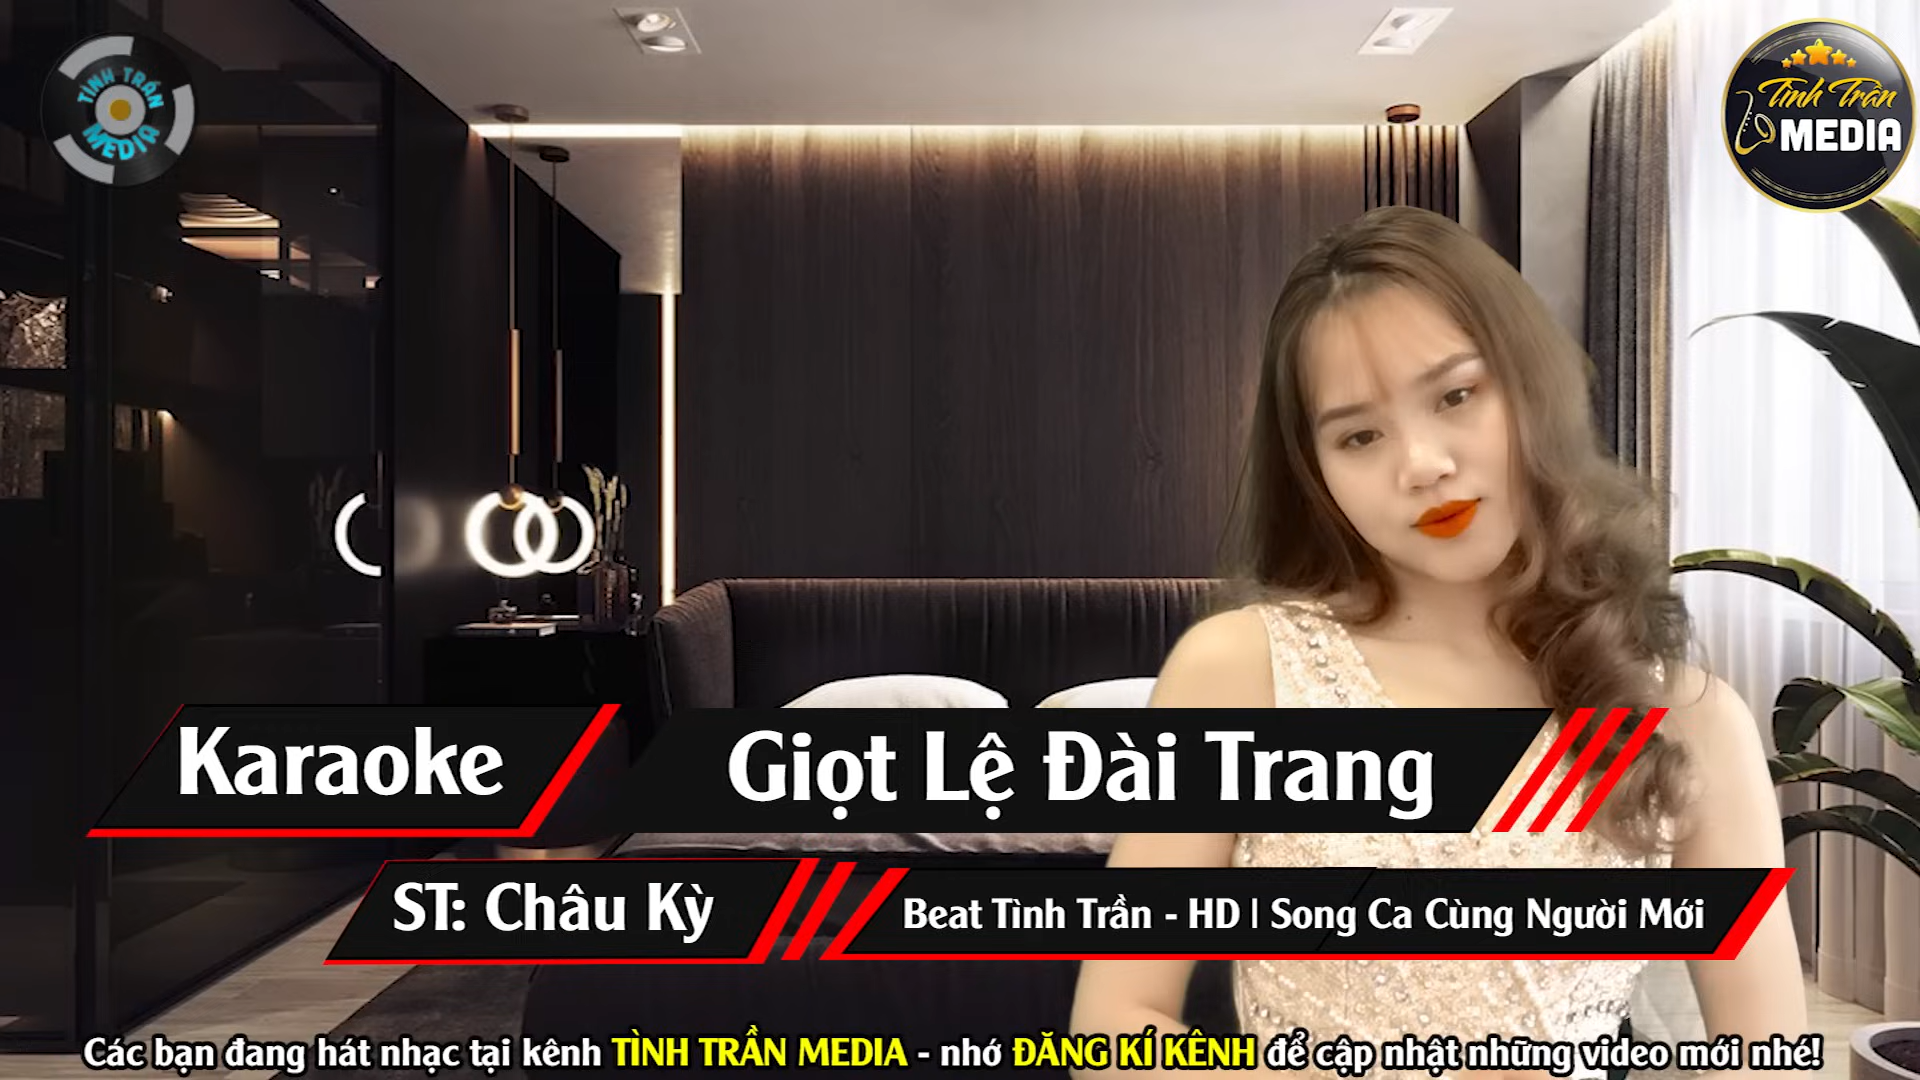 TÌNH TRẦN
MEDIA
Tình Trần
MEDIA
Karaoke
Giọt Lệ Đài Trang
ST: Châu Kỳ
Beat Tình Trần - HD | Song Ca Cùng Người Mới
Các bạn đang hát nhạc tại kênh TÌNH TRẦN MEDIA - nhớ ĐĂNG KÍ KÊNH để cập nhật những video mới nhé!